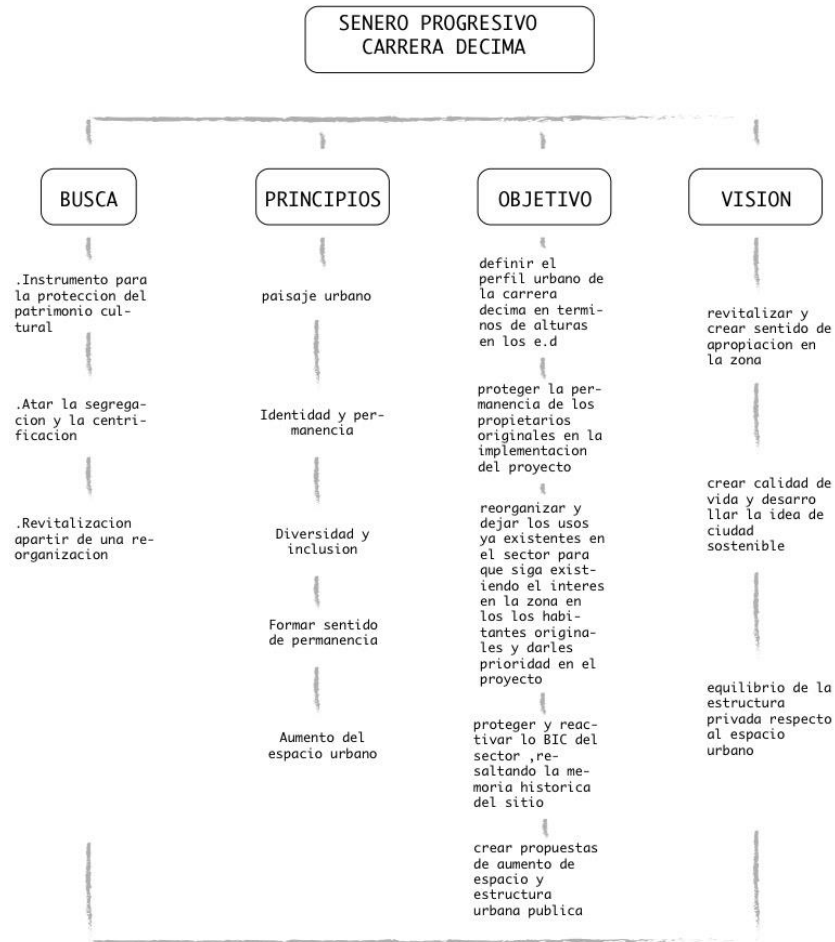 SENERO PROGRESIVO
CARRERA DECIMA
BUSCA
.Instrumento para
la proteccion del
patrimonio cul-
tural
.Atar la segrega-
cion y la centri-
ficacion
.Revitalizacion
apartir de una re-
organizacion
PRINCIPIOS
paisaje urbano
Identidad y per-
manencia
Diversidad y
inclusion
Formar sentido
de permanencia
Aumento del
espacio urbano
OBJETIVO
definir el
perfil urbano de
la carrera
decima en termi-
nos de alturas
en los e.d
proteger la per-
manencia de los
propietarios
originales en la
implementacion
del proyecto
reorganizar y
dejar los usos
ya existentes en
el sector para
que siga exist-
iendo el interes
en la zona en
los los habi-
tantes origina-
les y darles
prioridad en el
proyecto
proteger y reac-
tivar lo BIC del
sector ,re-
saltando la me-
moria historica
del sitio
crear propuestas
de aumento de
espacio y
estructura
urbana publica
VISION
revitalizar y
crear sentido de
apropiacion en
la zona
crear calidad de
vida y desarro
llar la idea de
ciudad
sostenible
equilibrio de la
estructura
privada respecto
al espacio
urbano